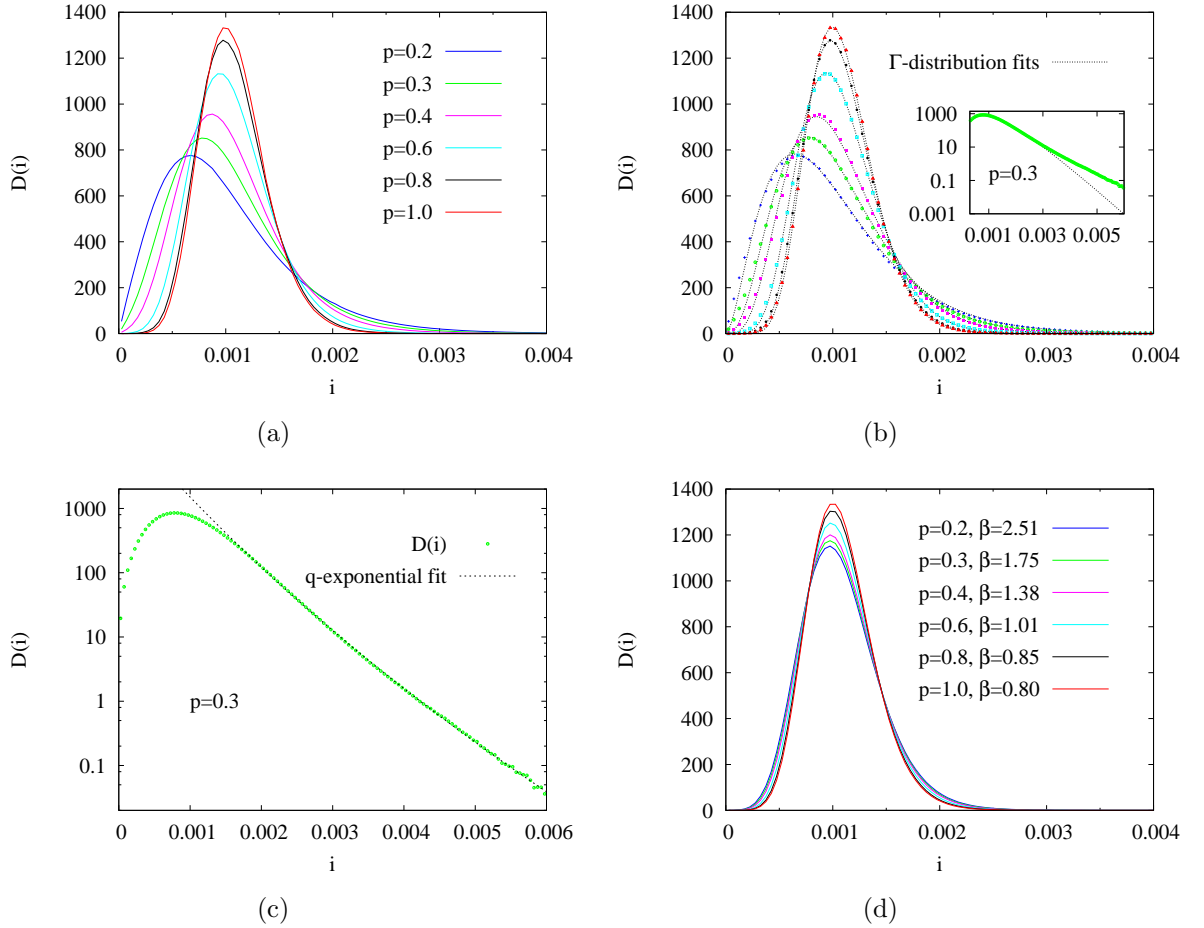 1400
1200
1000
800
600
400
200
0
D(i)
p=0.2
p=0.3
p=0.4
p=0.6
p=0.8
p=1.0
0 0.001 0.002 0.003 0.004
i
(a)
1400
1200
1000
800
600
400
200
0
D(i)
Γ-distribution fits
1000
10
0.1
0.001
p=0.3
0.001 0.003 0.005
0 0.001 0.002 0.003 0.004
i
(b)
1000
100
10
1
0.1
D(i)
D(i)
q-exponential fit
p=0.3
0 0.001 0.002 0.003 0.004 0.005 0.006
i
(c)
1400
1200
1000
800
600
400
200
0
D(i)
p=0.2, β=2.51
p=0.3, β=1.75
p=0.4, β=1.38
p=0.6, β=1.01
p=0.8, β=0.85
p=1.0, β=0.80
0 0.001 0.002 0.003 0.004
i
(d)